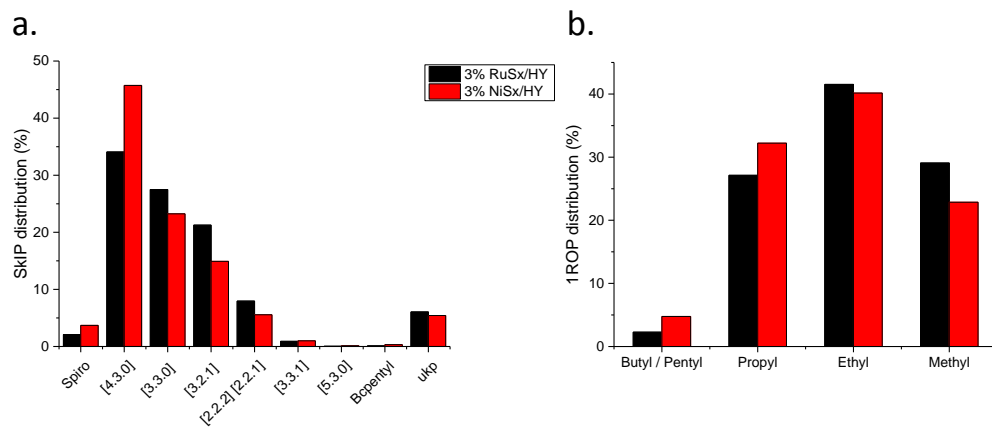 a.
SkIP distribution (%)
50
40
30
20
10
0
3% RuSx/HY
3% NiSx/HY
Spiro
[4.3.0]
[3.3.0]
[3.2.1]
[2.2.2] [2.2.1]
[3.3.1]
[5.3.0]
Bcpentyl
ukp
b.
1ROP distribution (%)
40
30
20
10
0
Butyl / Pentyl
Propyl
Ethyl
Methyl